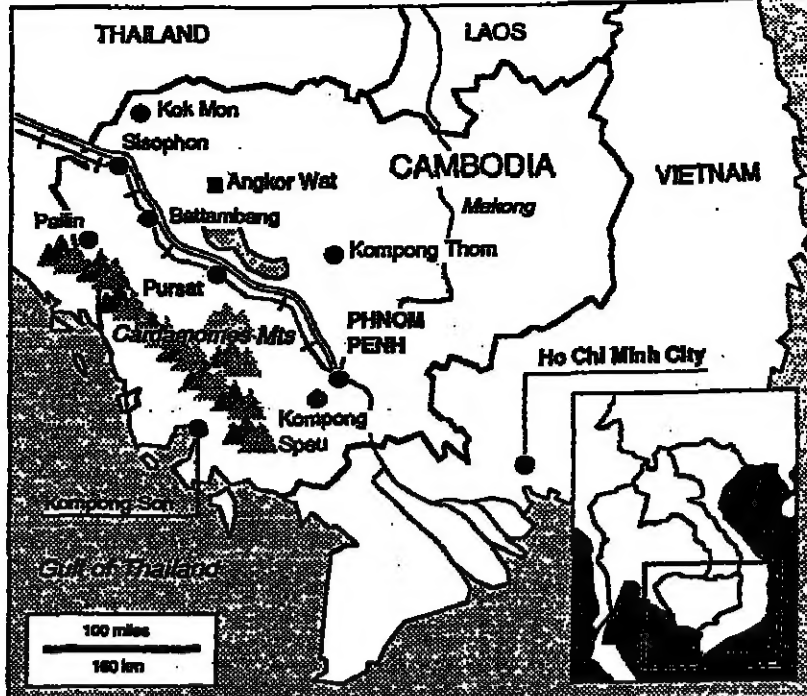 THAILAND
LAOS
Kok Mon
Sisophon
CAMBODIA
VIETNAM
Angkor Wat
Mekong
Battambang
Pailin
Kompong Thom
Pursat
PHNOM
PENH
Cardamomes Mts
Ho Chi Minh City
Kompong
Speu
Kompong Som
Gulf of Thailand
100 miles
160 km